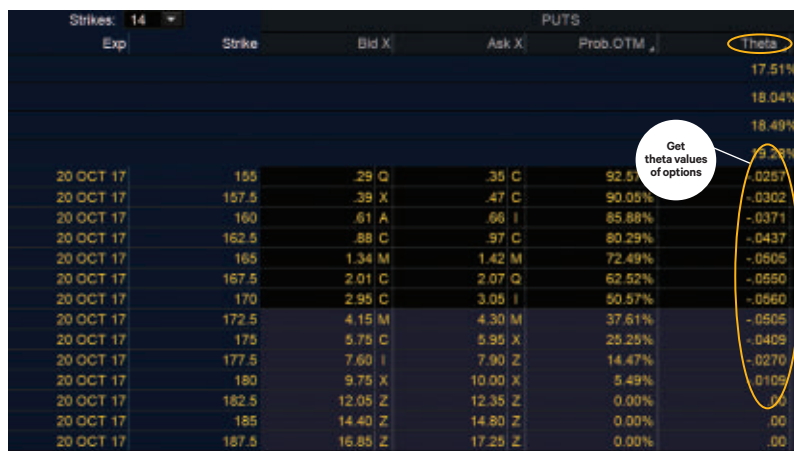 Strikes: 14 PUTS
Exp Strike Bid X Ask X Prob.OTM Theta
17.51%
18.04%
18.49%
19.28%
Get
theta values
of options
20 OCT 17 155 .29 Q .35 C 92.57 -.0257
20 OCT 17 157.5 .39 X .47 C 90.05% -.0302
20 OCT 17 160 .61 A .66 I 85.88% -.0371
20 OCT 17 162.5 .88 C .97 C 80.29% -.0437
20 OCT 17 165 1.34 M 1.42 M 72.49% -.0505
20 OCT 17 167.5 2.01 C 2.07 Q 62.52% -.0550
20 OCT 17 170 2.95 C 3.05 I 50.57% -.0560
20 OCT 17 172.5 4.15 M 4.30 M 37.61% -.0505
20 OCT 17 175 5.75 C 5.95 X 25.25% -.0409
20 OCT 17 177.5 7.60 I 7.90 Z 14.47% -.0270
20 OCT 17 180 9.75 X 10.00 X 5.49% -.0109
20 OCT 17 182.5 12.05 Z 12.35 Z 0.00% .00
20 OCT 17 185 14.40 Z 14.80 Z 0.00% .00
20 OCT 17 187.5 16.85 Z 17.25 Z 0.00% .00